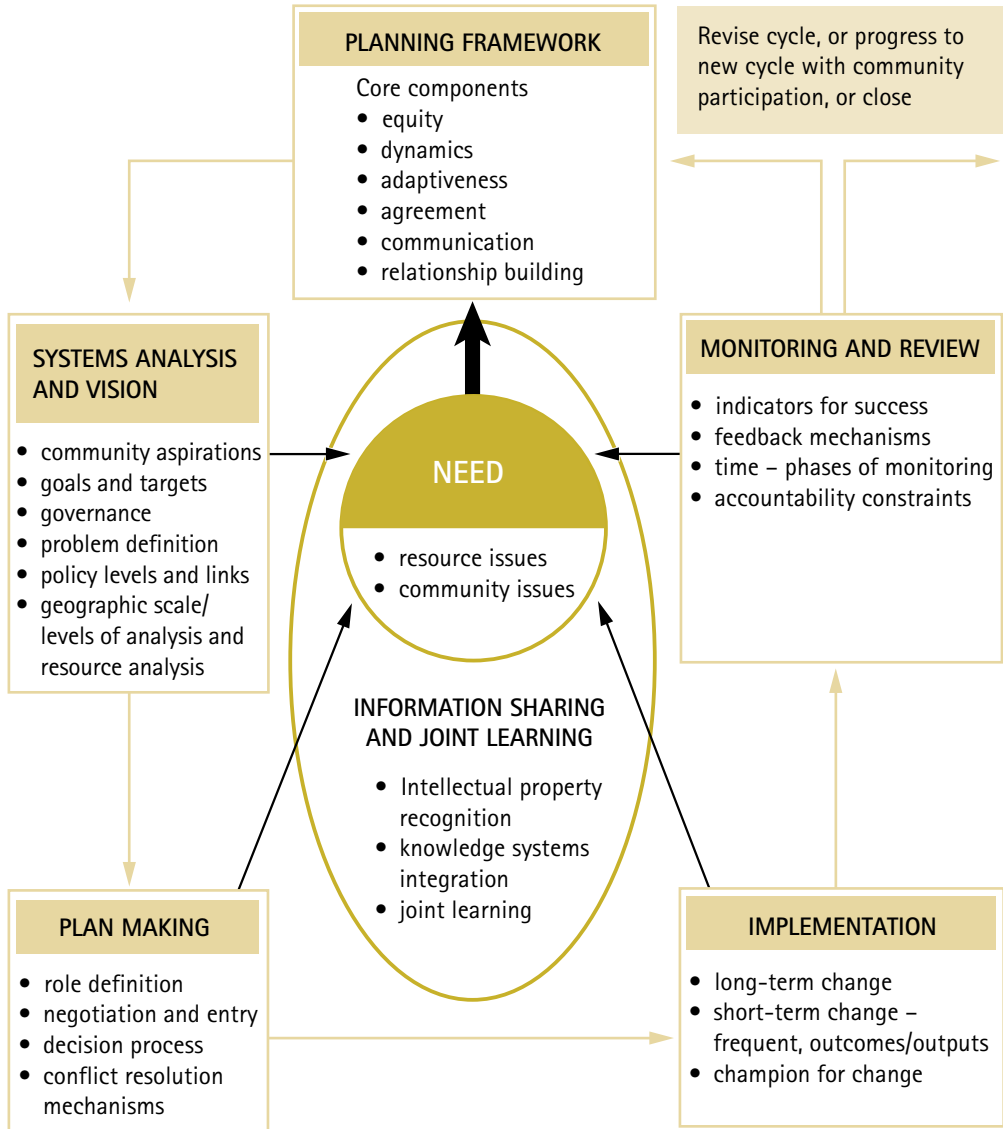 PLANNING FRAMEWORK
Core components
• equity
• dynamics
• adaptiveness
• agreement
• communication
• relationship building
Revise cycle, or progress to
new cycle with community
participation, or close
SYSTEMS ANALYSIS
AND VISION
• community aspirations
• goals and targets
• governance
• problem definition
• policy levels and links
• geographic scale/
levels of analysis and
resource analysis
NEED
• resource issues
• community issues
MONITORING AND REVIEW
• indicators for success
• feedback mechanisms
• time – phases of monitoring
• accountability constraints
INFORMATION SHARING
AND JOINT LEARNING
• Intellectual property
recognition
• knowledge systems
integration
• joint learning
PLAN MAKING
• role definition
• negotiation and entry
• decision process
• conflict resolution
mechanisms
IMPLEMENTATION
• long-term change
• short-term change –
frequent, outcomes/outputs
• champion for change